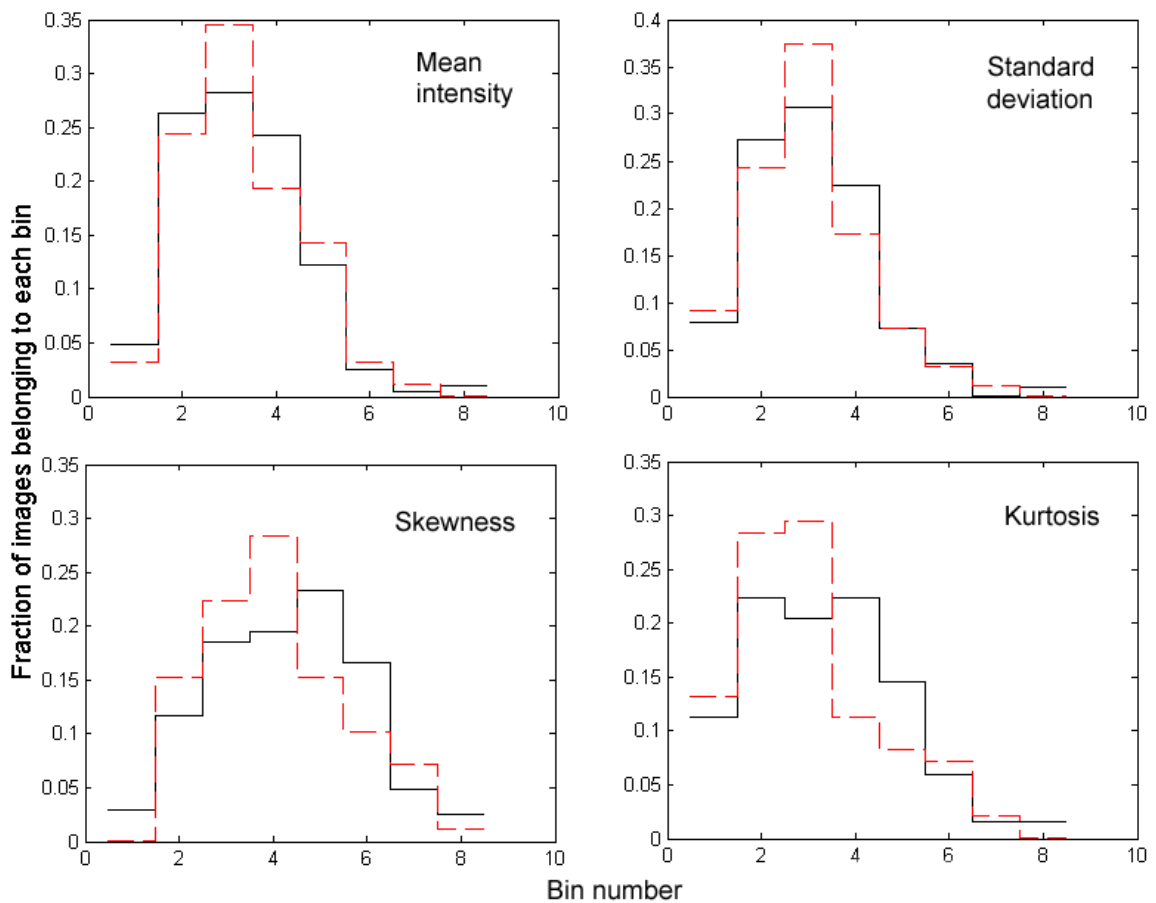 0.35
0.3
0.25
0.2
0.15
0.1
0.05
0
0 2 4 6 8 10
Mean
intensity
0.4
0.35
0.3
0.25
0.2
0.15
0.1
0.05
0
0 2 4 6 8 10
Standard
deviation
Fraction of images belonging to each bin
0.35
0.3
0.25
0.2
0.15
0.1
0.05
0
0 2 4 6 8 10
Skewness
0.35
0.3
0.25
0.2
0.15
0.1
0.05
0
0 2 4 6 8 10
Kurtosis
Bin number